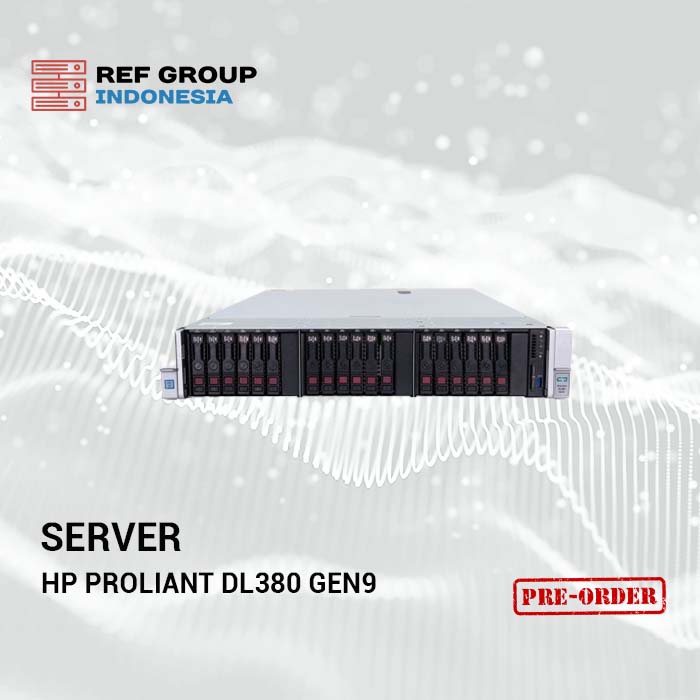 REF GROUP
INDONESIA
SERVER
HP PROLIANT DL380 GEN9
PRE-ORDER